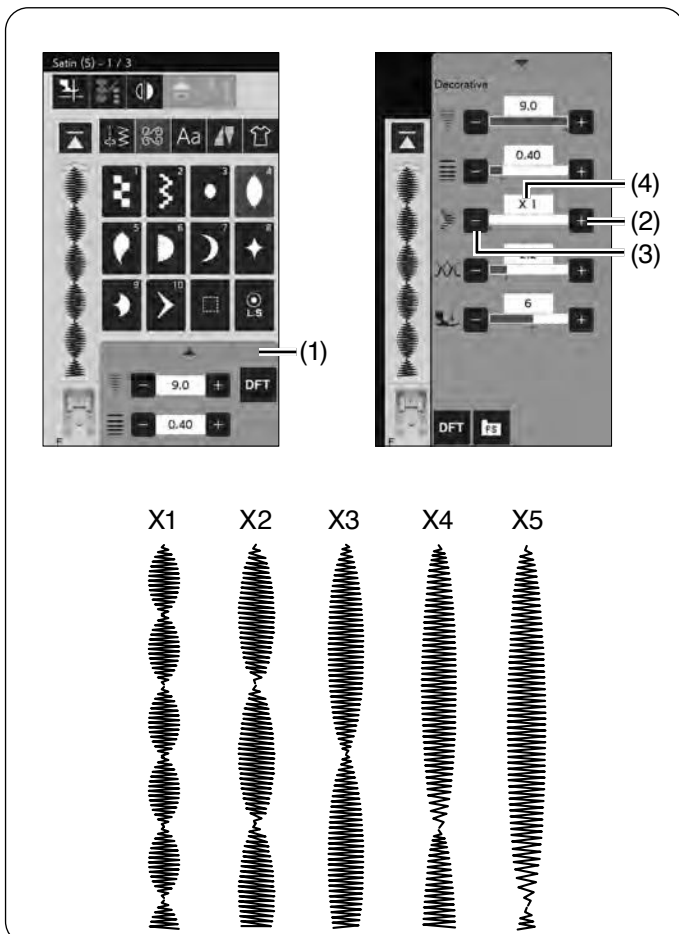 Satin (S) - 1 / 3
Aa
1 2 3 4
5 6 7 8
9 10
L.S
(1)
9.0 DFT
0.40
F
Decorative
9.0
0.40
(4)
X 1
(2)
(3)
6
DFT FS
F
X1 X2 X3 X4 X5